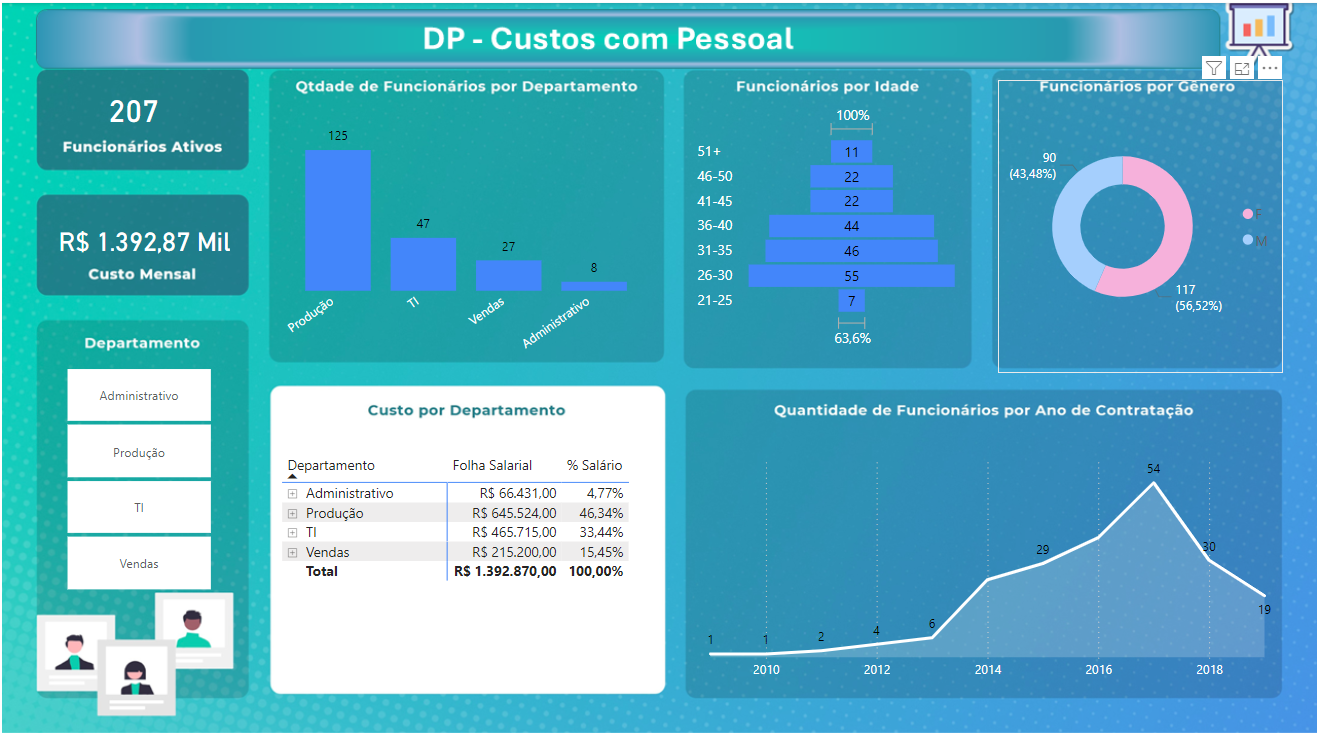 DP - Custos com Pessoal
207
Funcionários Ativos
R$ 1.392,87 Mil
Custo Mensal
Departamento
Administrativo
Produção
TI
Vendas
Qtdade de Funcionários por Departamento
125
47
27
8
Produção
TI
Vendas
Administrativo
Funcionários por Idade
100%
51+ 11
46-50 22
41-45 22
36-40 44
31-35 46
26-30 55
21-25 7
63,6%
Funcionários por Gênero
90
(43,48%)
F
M
117
(56,52%)
Custo por Departamento
Departamento Folha Salarial % Salário
Administrativo R$ 66.431,00 4,77%
Produção R$ 645.524,00 46,34%
TI R$ 465.715,00 33,44%
Vendas R$ 215.200,00 15,45%
Total R$ 1.392.870,00 100,00%
Quantidade de Funcionários por Ano de Contratação
1 1 2 4 6 29 54 30 19
2010 2012 2014 2016 2018